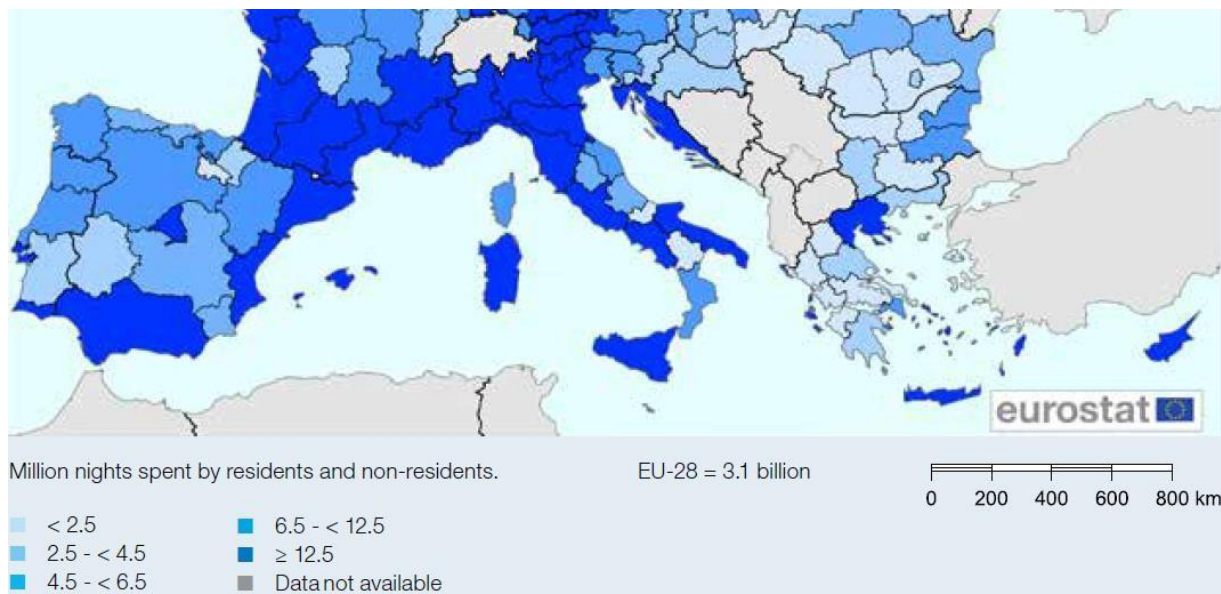 eurostat
Million nights spent by residents and non-residents.
EU-28 = 3.1 billion
0 200 400 600 800 km
< 2.5
2.5 - < 4.5
4.5 - < 6.5
6.5 - < 12.5
≥ 12.5
Data not available